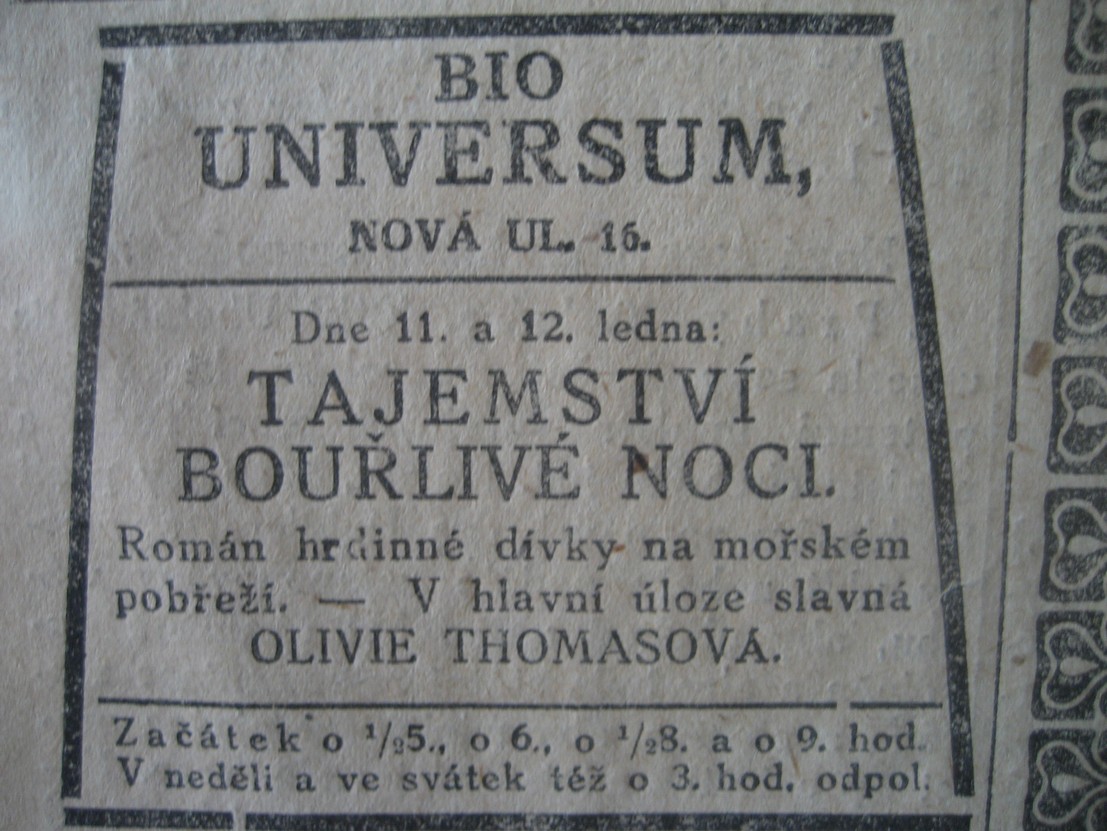 BIO
UNIVERSUM,
NOVÁ UL. 16.
Dne 11. a 12. ledna:
TAJEMSTVÍ
BOUŘLIVÉ NOCI.
Román hrdinné dívky na mořském
pobřeží. — V hlavní úloze slavná
OLIVIE THOMASOVÁ.
Začátek o 1/25., o 6., o 1/28. a o 9. hod.
V neděli a ve svátek též o 3. hod. odpol.